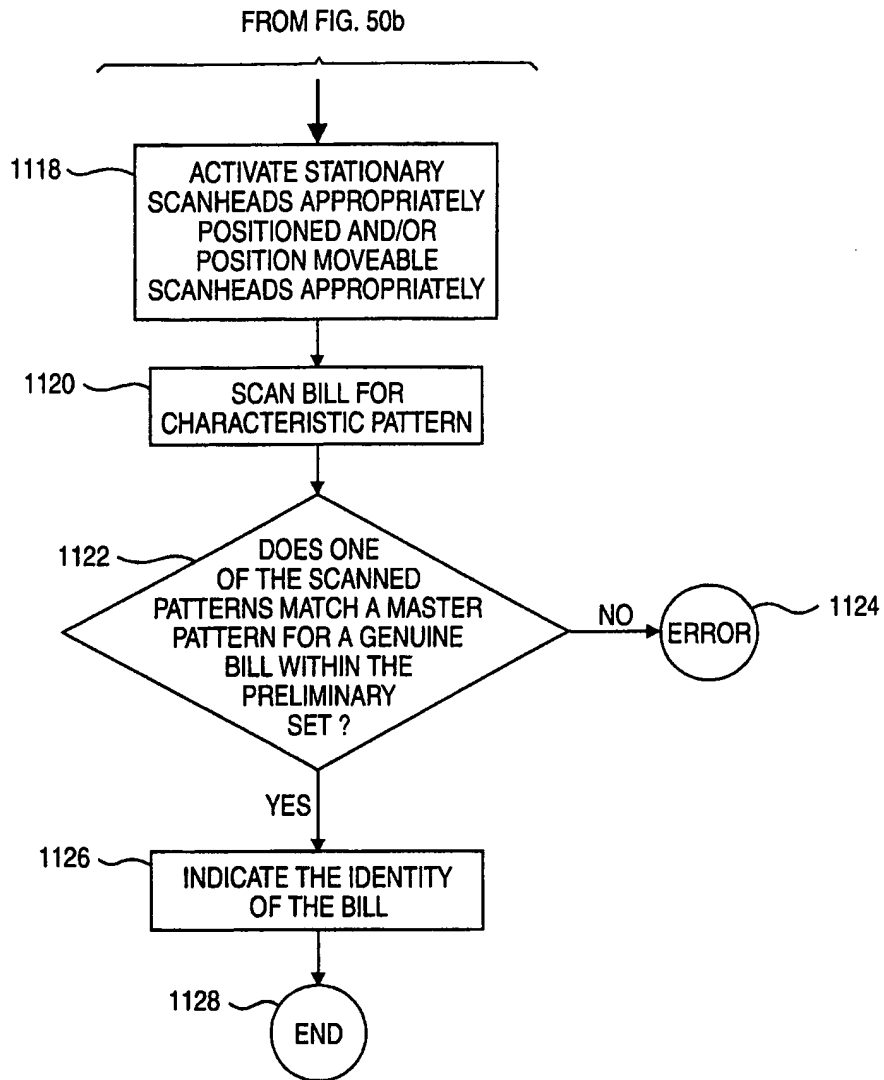 FROM FIG. 50b
1118
ACTIVATE STATIONARY
SCANHEADS APPROPRIATELY
POSITIONED AND/OR
POSITION MOVEABLE
SCANHEADS APPROPRIATELY
1120
SCAN BILL FOR
CHARACTERISTIC PATTERN
1122
DOES ONE
OF THE SCANNED
PATTERNS MATCH A MASTER
PATTERN FOR A GENUINE
BILL WITHIN THE
PRELIMINARY
SET ?
NO
ERROR
1124
YES
1126
INDICATE THE IDENTITY
OF THE BILL
1128
END